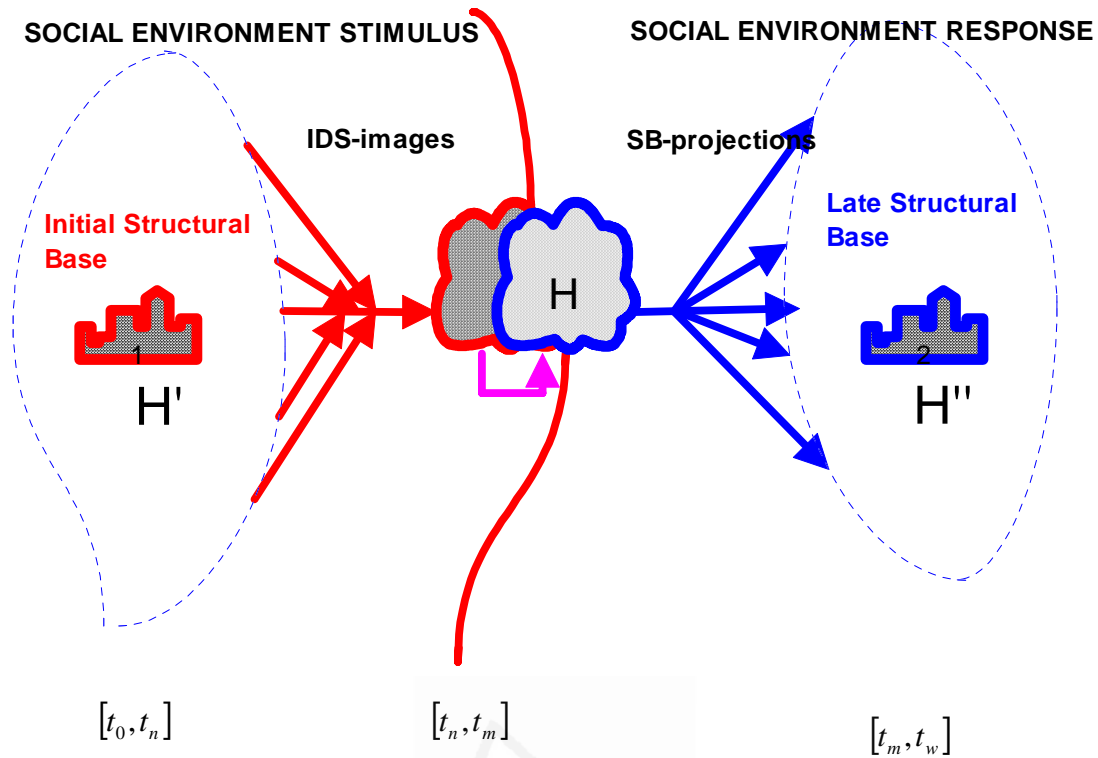 SOCIAL ENVIRONMENT STIMULUS
SOCIAL ENVIRONMENT RESPONSE
IDS-images
SB-projections
Initial Structural
Base
Late Structural
Base
H
1
2
H'
H''
[t₀, tₙ]
[tₙ, tₘ]
[tₘ, t_w]